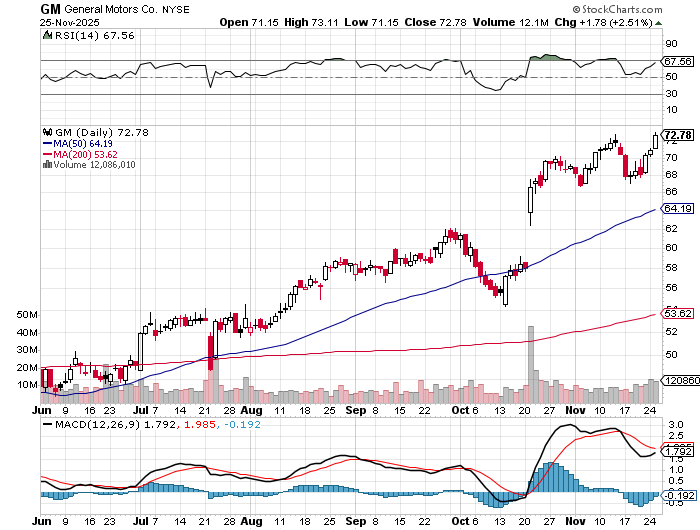 GM General Motors Co. NYSE © StockCharts.com
25-Nov-2025 Open 71.15 High 73.11 Low 71.15 Close 72.78 Volume 12.1M Chg +1.78 (+2.51%)
RSI(14) 67.56
90
70
67.56
50
30
10
GM (Daily) 72.78
MA(50) 64.19
MA(200) 53.62
Volume 12,086,010
72.78
72
70
68
66
64.19
62
60
58
56
54
53.62
52
50
50M
40M
30M
20M
10M
120860
Jun 9 16 23 Jul 7 14 21 28 Aug 11 18 25 Sep 8 15 22 Oct 6 13 20 27 Nov 10 17 24
MACD(12,26,9) 1.792, 1.985, -0.192
3.0
2.5
1.792
1.5
1.0
0.5
-0.192
-0.5
Jun 9 16 23 Jul 7 14 21 28 Aug 11 18 25 Sep 8 15 22 Oct 6 13 20 27 Nov 10 17 24